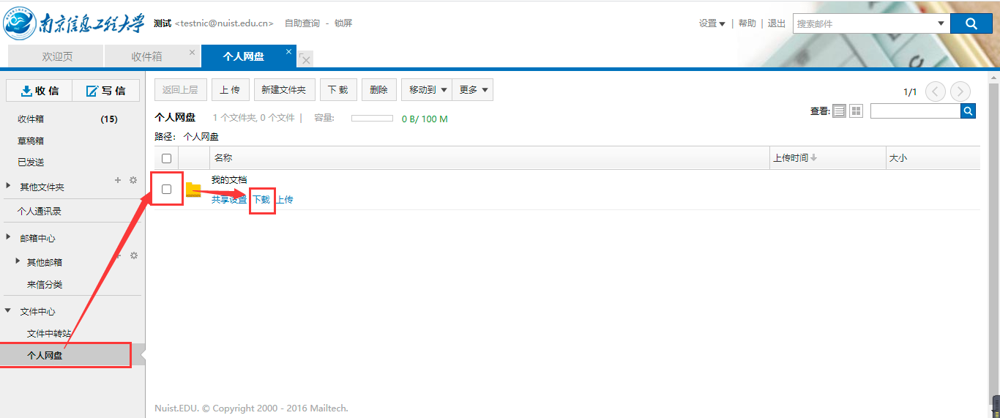 南京信息工程大学 测试 <testnic@nuist.edu.cn> 自助查询 - 锁屏 设置 | 帮助 | 退出 搜索邮件
欢迎页 收件箱 个人网盘
收 信 写 信
收件箱 (15)
草稿箱
已发送
其他文件夹
个人通讯录
邮箱中心
其他邮箱
来信分类
文件中心
文件中转站
个人网盘
返回上层 上 传 新建文件夹 下 载 删除 移动到 更多 1/1
个人网盘 1 个文件夹, 0 个文件 | 容量: 0 B/ 100 M 查看:
路径: 个人网盘
名称 上传时间 大小
我的文档
共享设置 下载 上传
Nuist.EDU. © Copyright 2000 - 2016 Mailtech.